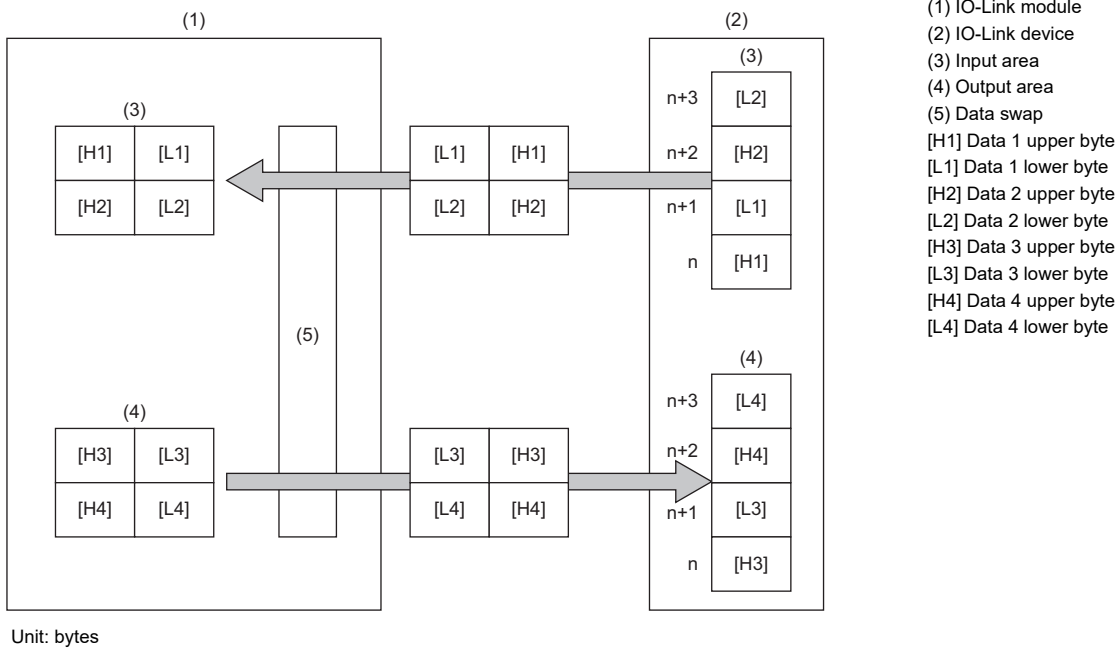 (1) (2)
(3) (3)
n+3 [L2]
[H1] [L1] [L1] [H1] n+2 [H2]
[H2] [L2] [L2] [H2] n+1 [L1]
n [H1]
(5)
(4) (4)
n+3 [L4]
[H3] [L3] [L3] [H3] n+2 [H4]
[H4] [L4] [L4] [H4] n+1 [L3]
n [H3]
Unit: bytes
(1) IO-Link module
(2) IO-Link device
(3) Input area
(4) Output area
(5) Data swap
[H1] Data 1 upper byte
[L1] Data 1 lower byte
[H2] Data 2 upper byte
[L2] Data 2 lower byte
[H3] Data 3 upper byte
[L3] Data 3 lower byte
[H4] Data 4 upper byte
[L4] Data 4 lower byte